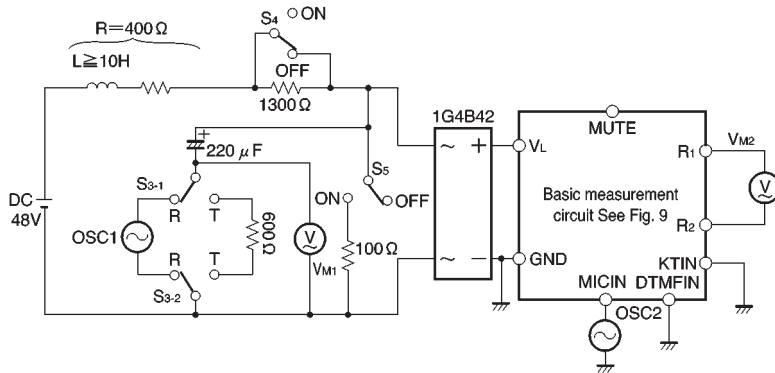 R=400Ω
L≧10H
S4
ON
OFF
1300Ω
1G4B42
MUTE
+
220 μF
S5
ON
OFF
~
+
VL
R1
VM2
V
DC
48V
S3-1
R
T
OSC1
600Ω
V
VM1
100Ω
Basic measurement
circuit See Fig. 9
R2
R
T
S3-2
~
−
GND
KTIN
MICIN
DTMFIN
OSC2